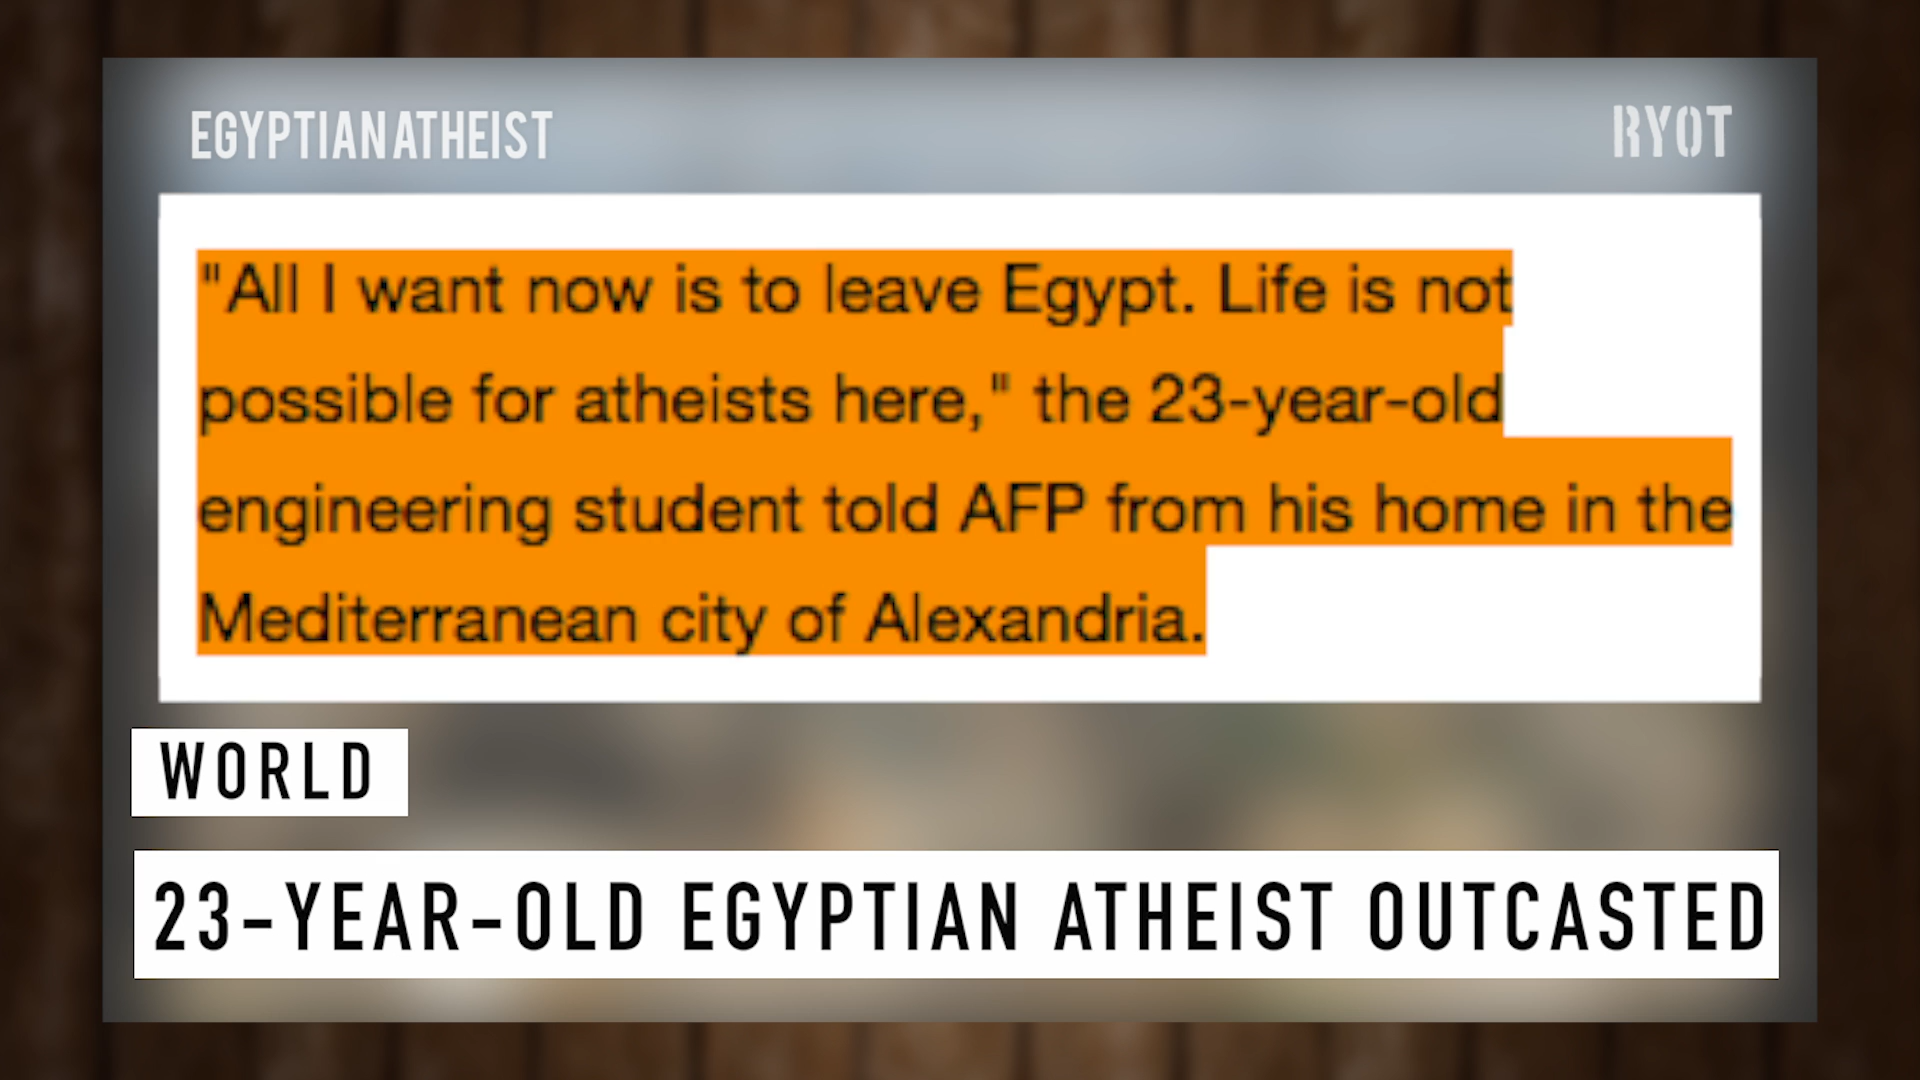 EGYPTIAN ATHEIST
RYOT
"All I want now is to leave Egypt. Life is not
possible for atheists here," the 23-year-old
engineering student told AFP from his home in the
Mediterranean city of Alexandria.
WORLD
23-YEAR-OLD EGYPTIAN ATHEIST OUTCASTED